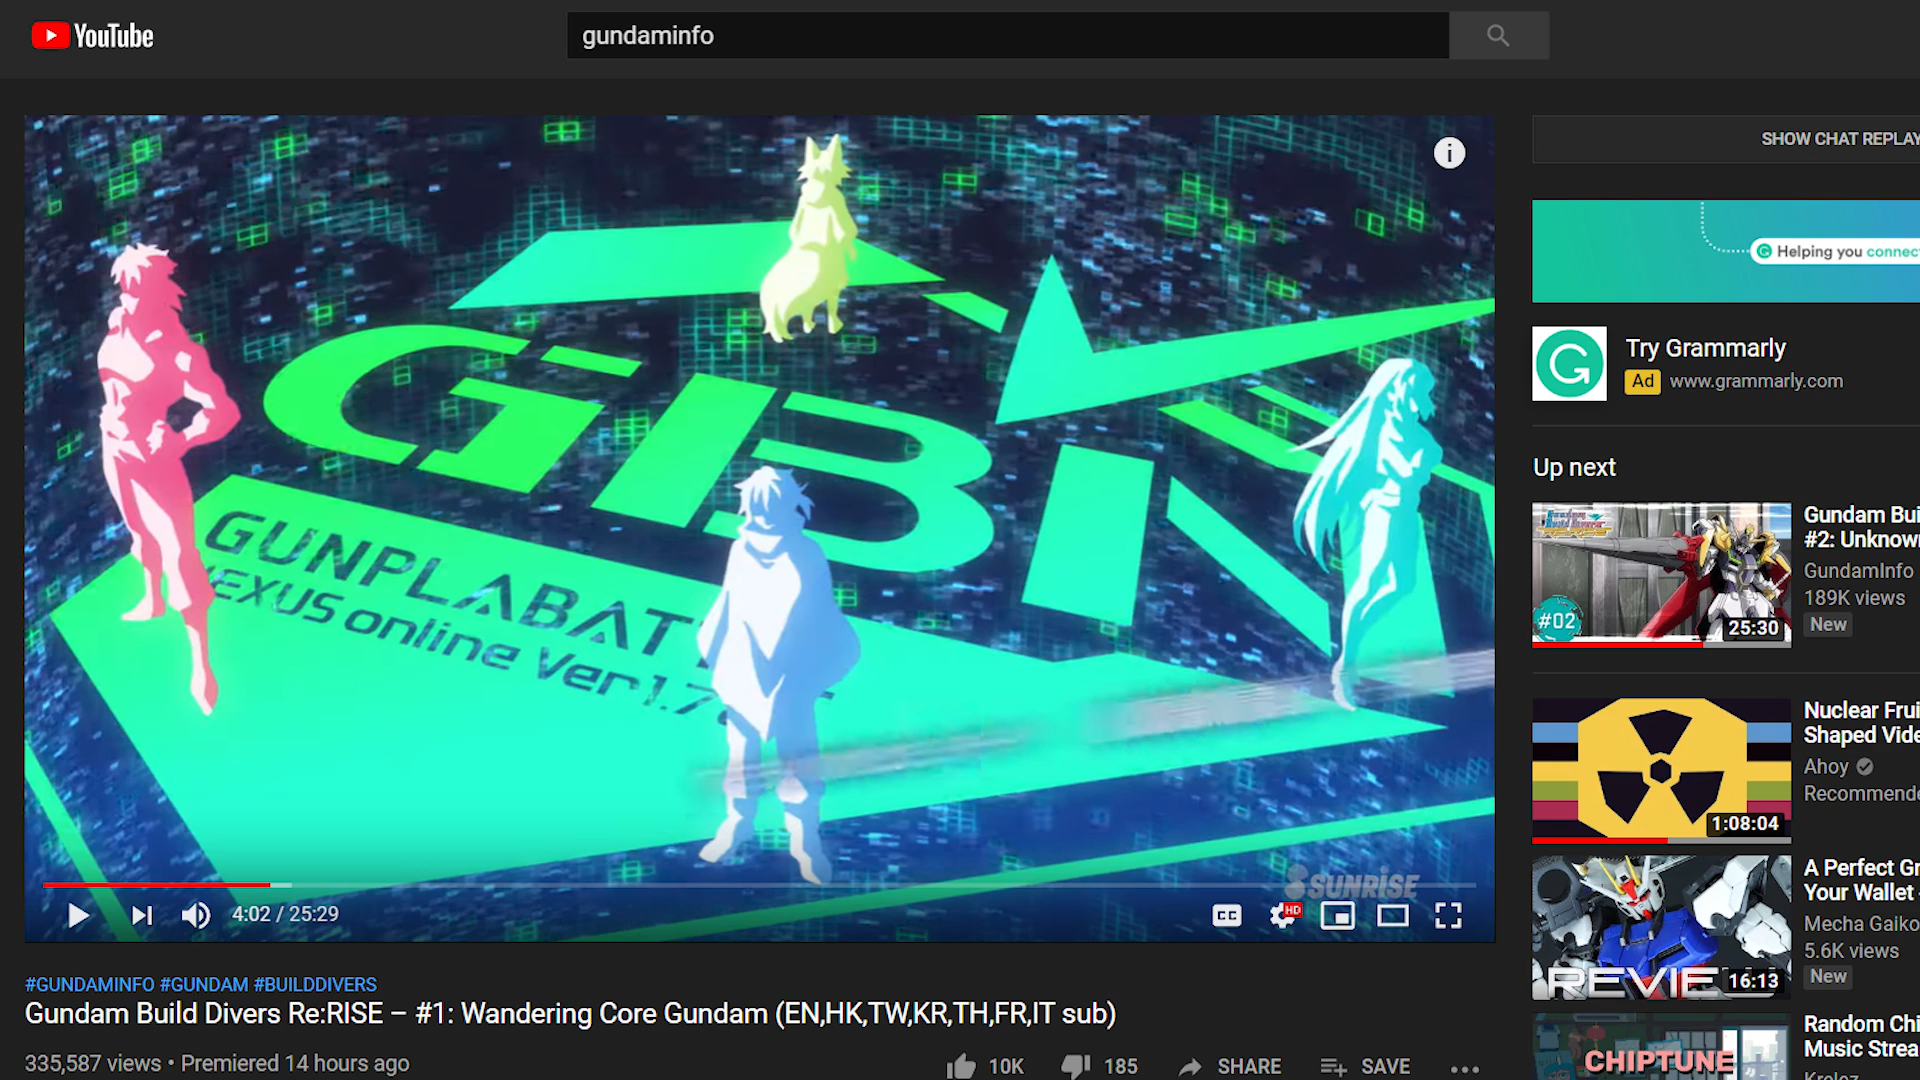 YouTube
gundaminfo
SHOW CHAT REPLAY
GBN
GUNPLABAT
NEXUS online Ver1.7
SUNRISE
4:02 / 25:29
CC
HD
#GUNDAMINFO #GUNDAM #BUILDDIVERS
Gundam Build Divers Re:RISE – #1: Wandering Core Gundam (EN,HK,TW,KR,TH,FR,IT sub)
335,587 views • Premiered 14 hours ago
10K
185
SHARE
SAVE
Helping you connec
Try Grammarly
Ad www.grammarly.com
Up next
#02
25:30
Gundam Bui
#2: Unknown
GundamInfo
189K views
New
1:08:04
Nuclear Frui
Shaped Vide
Ahoy
Recommende
REVIE
16:13
A Perfect Gr
Your Wallet
Mecha Gaiko
5.6K views
New
CHIPTUNE
Random Chi
Music Strea